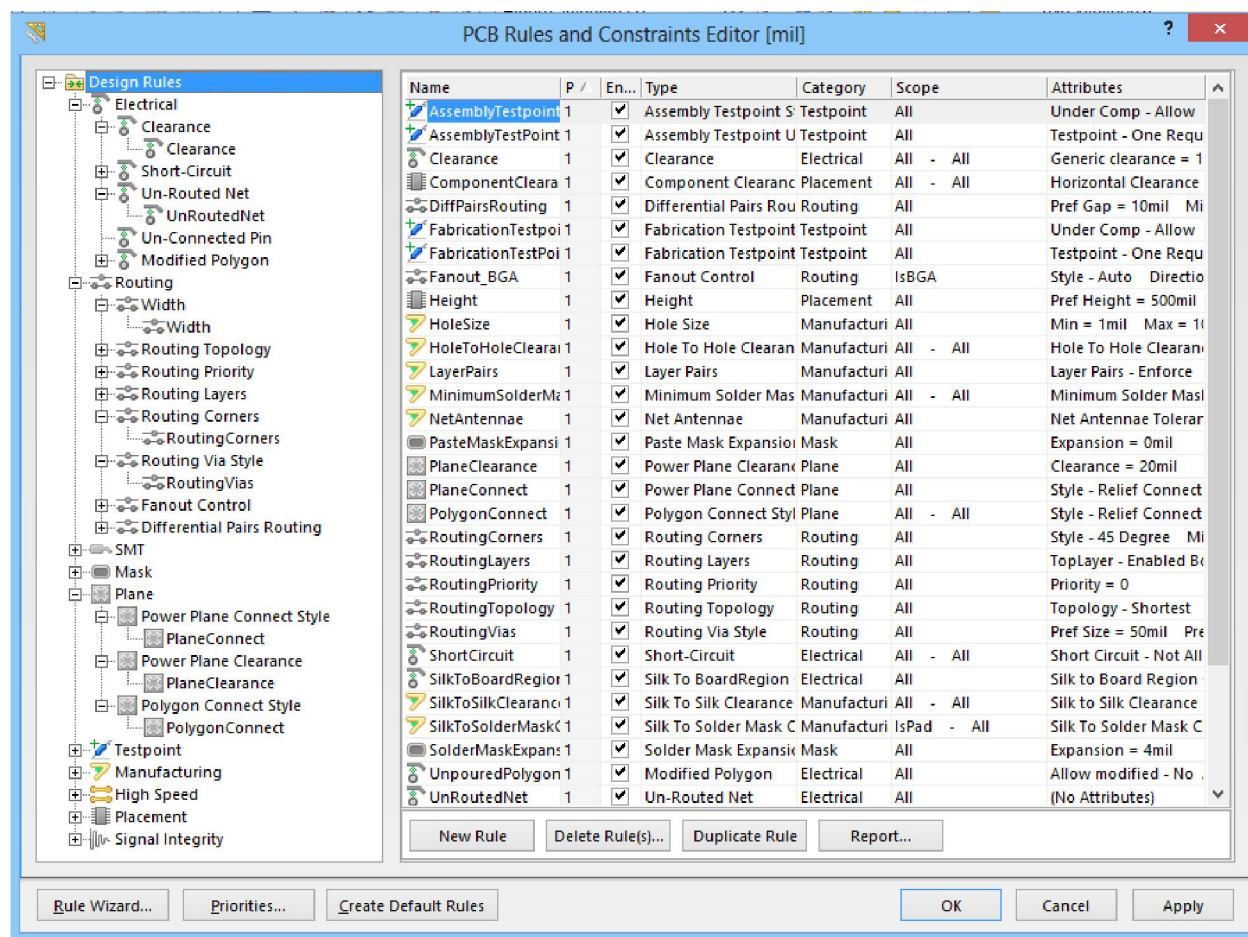 PCB Rules and Constraints Editor [mil]
?
Design Rules
Electrical
Clearance
Clearance
Short-Circuit
Un-Routed Net
UnRoutedNet
Un-Connected Pin
Modified Polygon
Routing
Width
Width
Routing Topology
Routing Priority
Routing Layers
Routing Corners
RoutingCorners
Routing Via Style
RoutingVias
Fanout Control
Differential Pairs Routing
SMT
Mask
Plane
Power Plane Connect Style
PlaneConnect
Power Plane Clearance
PlaneClearance
Polygon Connect Style
PolygonConnect
Testpoint
Manufacturing
High Speed
Placement
Signal Integrity
Name P En... Type Category Scope Attributes
AssemblyTestpoint 1 Assembly Testpoint S Testpoint All Under Comp - Allow
AssemblyTestPoint 1 Assembly Testpoint U Testpoint All Testpoint - One Requ
Clearance 1 Clearance Electrical All - All Generic clearance = 1
ComponentCleara 1 Component Clearanc Placement All - All Horizontal Clearance
DiffPairsRouting 1 Differential Pairs Rou Routing All Pref Gap = 10mil Mi
FabricationTestpoi 1 Fabrication Testpoint Testpoint All Under Comp - Allow
FabricationTestPoi 1 Fabrication Testpoint Testpoint All Testpoint - One Requ
Fanout_BGA 1 Fanout Control Routing IsBGA Style - Auto Directio
Height 1 Height Placement All Pref Height = 500mil
HoleSize 1 Hole Size Manufacturi All Min = 1mil Max = 1
HoleToHoleClearar 1 Hole To Hole Clearan Manufacturi All - All Hole To Hole Clearan
LayerPairs 1 Layer Pairs Manufacturi All Layer Pairs - Enforce
MinimumSolderMa 1 Minimum Solder Mas Manufacturi All - All Minimum Solder Mas
NetAntennae 1 Net Antennae Manufacturi All Net Antennae Toleran
PasteMaskExpansi 1 Paste Mask Expansion Mask All Expansion = 0mil
PlaneClearance 1 Power Plane Clearanc Plane All Clearance = 20mil
PlaneConnect 1 Power Plane Connect Plane All Style - Relief Connect
PolygonConnect 1 Polygon Connect Styl Plane All - All Style - Relief Connect
RoutingCorners 1 Routing Corners Routing All Style - 45 Degree Mi
RoutingLayers 1 Routing Layers Routing All TopLayer - Enabled Bo
RoutingPriority 1 Routing Priority Routing All Priority = 0
RoutingTopology 1 Routing Topology Routing All Topology - Shortest
RoutingVias 1 Routing Via Style Routing All Pref Size = 50mil Pre
ShortCircuit 1 Short-Circuit Electrical All - All Short Circuit - Not All
SilkToBoardRegior 1 Silk To BoardRegion Electrical All Silk to Board Region
SilkToSilkClearance 1 Silk To Silk Clearance Manufacturi All - All Silk to Silk Clearance
SilkToSolderMaskC 1 Silk To Solder Mask C Manufacturi IsPad - All Silk To Solder Mask C
SolderMaskExpans 1 Solder Mask Expansic Mask All Expansion = 4mil
UnpouredPolygon 1 Modified Polygon Electrical All Allow modified - No
UnRoutedNet 1 Un-Routed Net Electrical All (No Attributes)
New Rule Delete Rule(s)... Duplicate Rule Report...
Rule Wizard... Priorities... Create Default Rules OK Cancel Apply